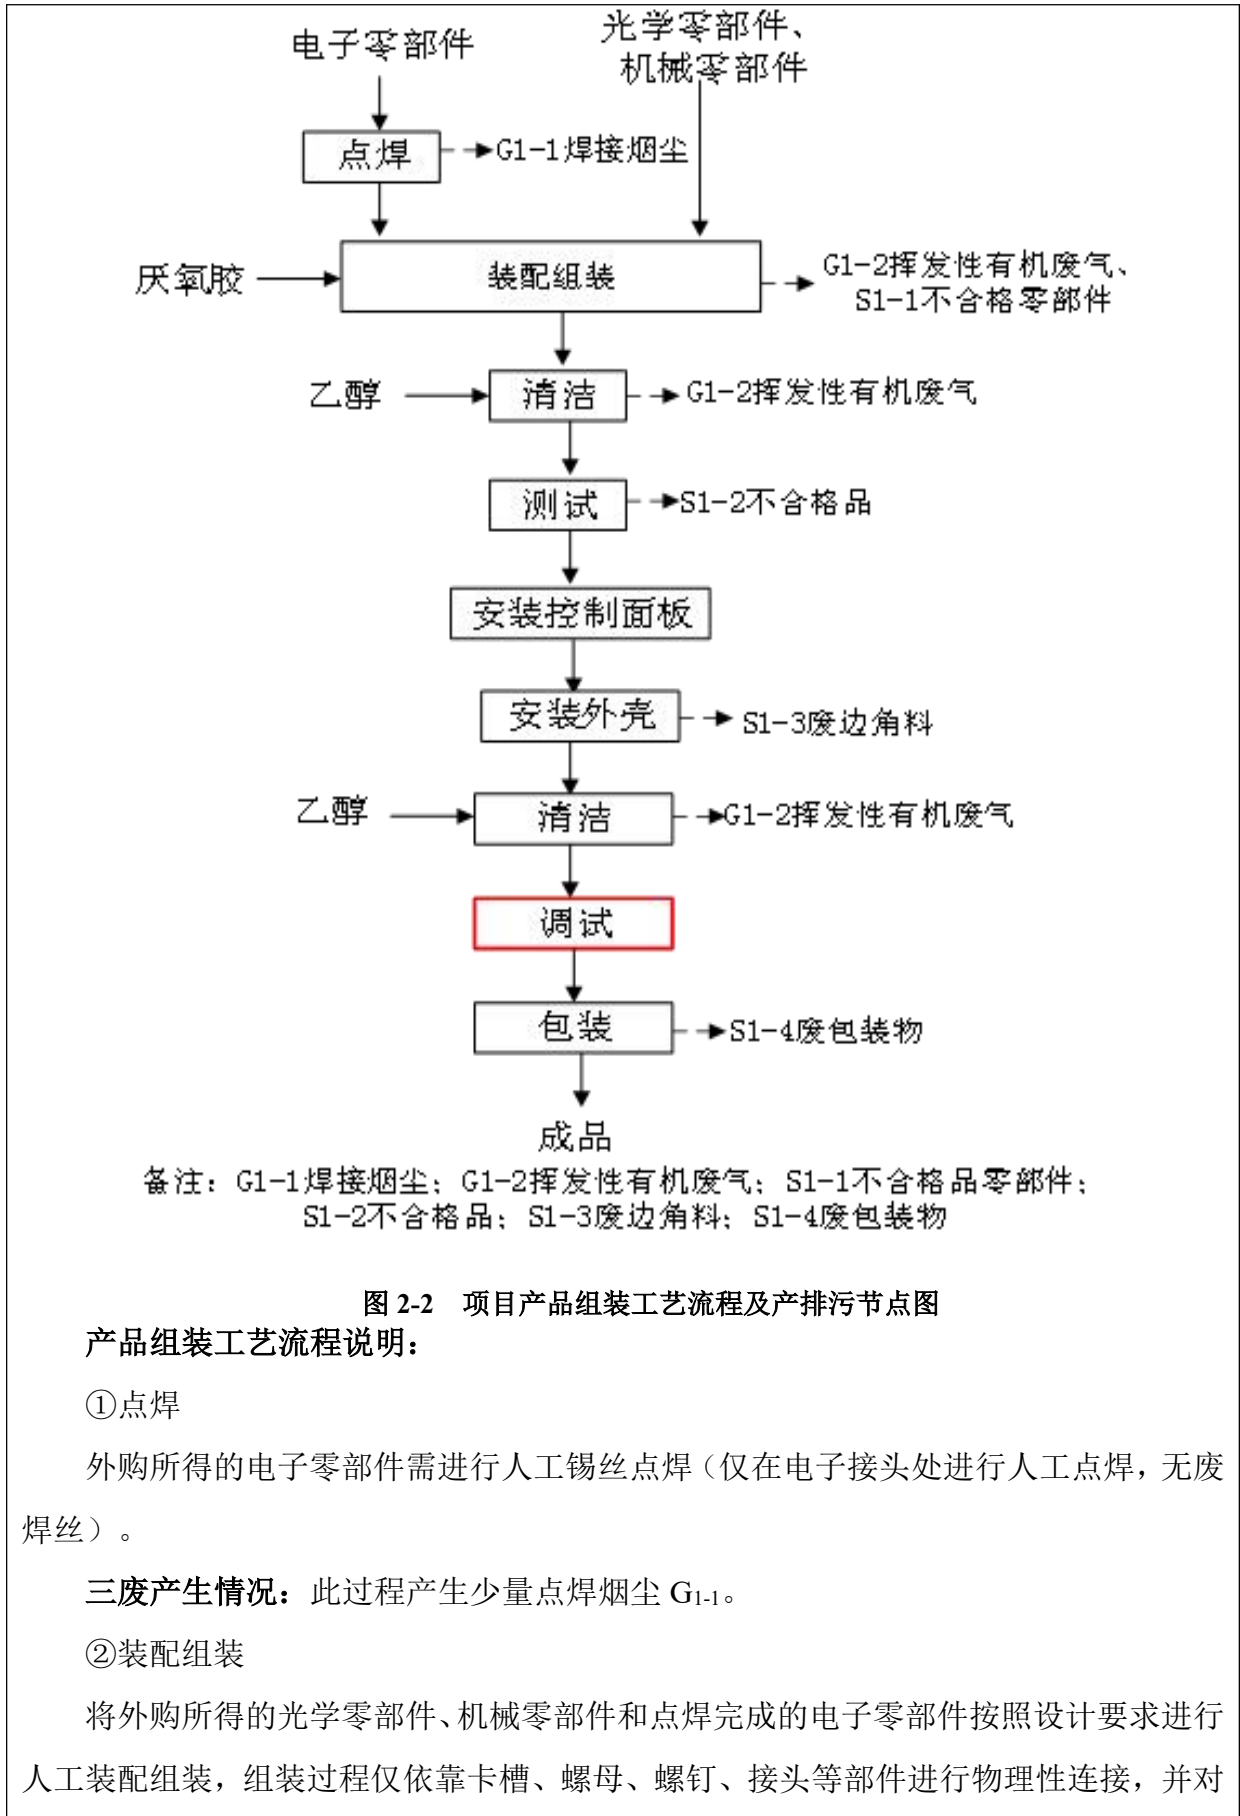 电子零部件
光学零部件、
机械零部件
点焊
G1-1焊接烟尘
厌氧胶
装配组装
G1-2挥发性有机废气、
S1-1不合格零部件
乙醇
清洁
G1-2挥发性有机废气
测试
S1-2不合格品
安装控制面板
安装外壳
S1-3废边角料
乙醇
清洁
G1-2挥发性有机废气
调试
包装
S1-4废包装物
成品
备注：G1-1焊接烟尘；G1-2挥发性有机废气；S1-1不合格品零部件；
S1-2不合格品；S1-3废边角料；S1-4废包装物
图 2-2 项目产品组装工艺流程及产排污节点图
产品组装工艺流程说明：
①点焊
外购所得的电子零部件需进行人工锡丝点焊（仅在电子接头处进行人工点焊，无废
焊丝）。
三废产生情况：此过程产生少量点焊烟尘 G1-1。
②装配组装
将外购所得的光学零部件、机械零部件和点焊完成的电子零部件按照设计要求进行
人工装配组装，组装过程仅依靠卡槽、螺母、螺钉、接头等部件进行物理性连接，并对